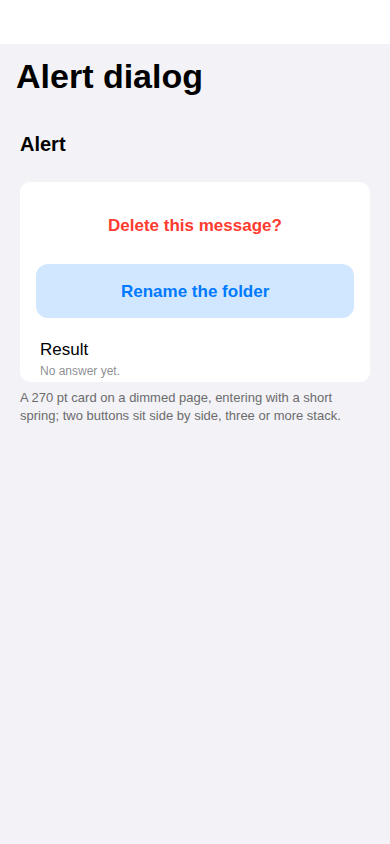 Alert dialog
Alert
Delete this message?
Rename the folder
Result
No answer yet.
A 270 pt card on a dimmed page, entering with a short
spring; two buttons sit side by side, three or more stack.